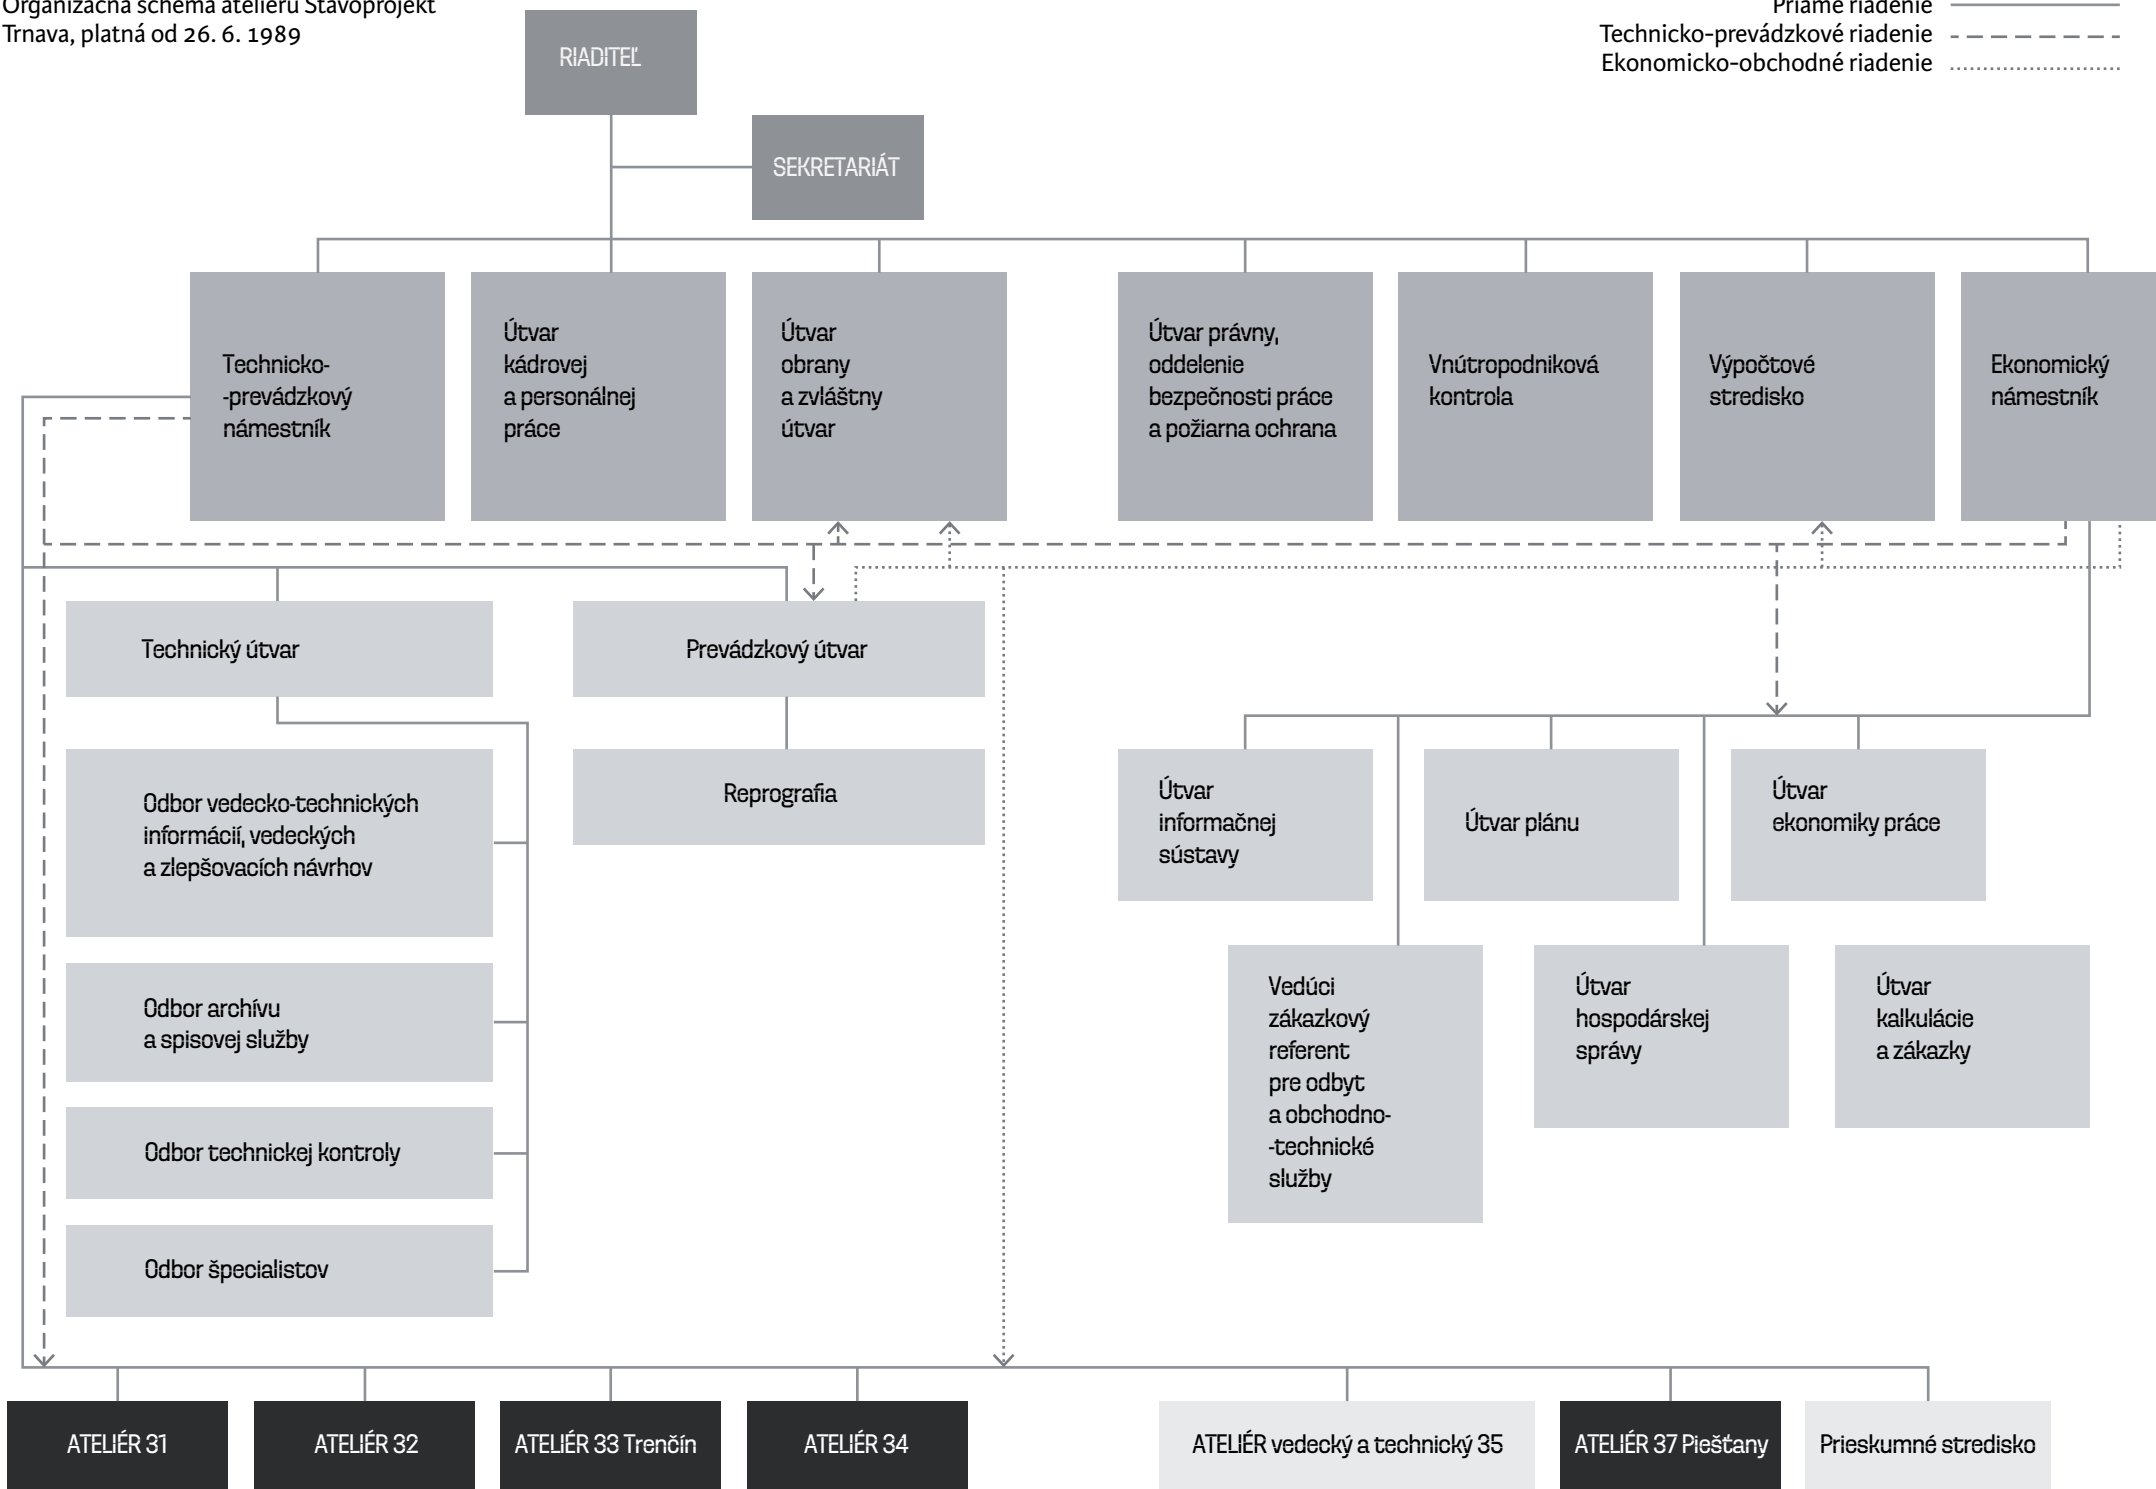 Organizačná schéma ateliéru Stavoprojekt
Trnava, platná od 26. 6. 1989
Priame riadenie
Technicko-prevádzkové riadenie
Ekonomicko-obchodné riadenie
RIADITEĽ
SEKRETARIÁT
Technicko-
-prevádzkový
námestník
Útvar
kádrovej
a personálnej
práce
Útvar
obrany
a zvláštny
útvar
Útvar právny,
oddelenie
bezpečnosti práce
a požiarna ochrana
Vnútropodniková
kontrola
Výpočtové
stredisko
Ekonomický
námestník
Technický útvar
Prevádzkový útvar
Odbor vedecko-technických
informácií, vedeckých
a zlepšovacích návrhov
Reprografia
Útvar
informačnej
sústavy
Útvar plánu
Útvar
ekonomiky práce
Odbor archívu
a spisovej služby
Vedúci
zákazkový
referent
pre odbyt
a obchodno-
-technické
služby
Útvar
hospodárskej
správy
Útvar
kalkulácie
a zákazky
Odbor technickej kontroly
Odbor špecialistov
ATELIÉR 31
ATELIÉR 32
ATELIÉR 33 Trenčín
ATELIÉR 34
ATELIÉR vedecký a technický 35
ATELIÉR 37 Piešťany
Prieskumné stredisko